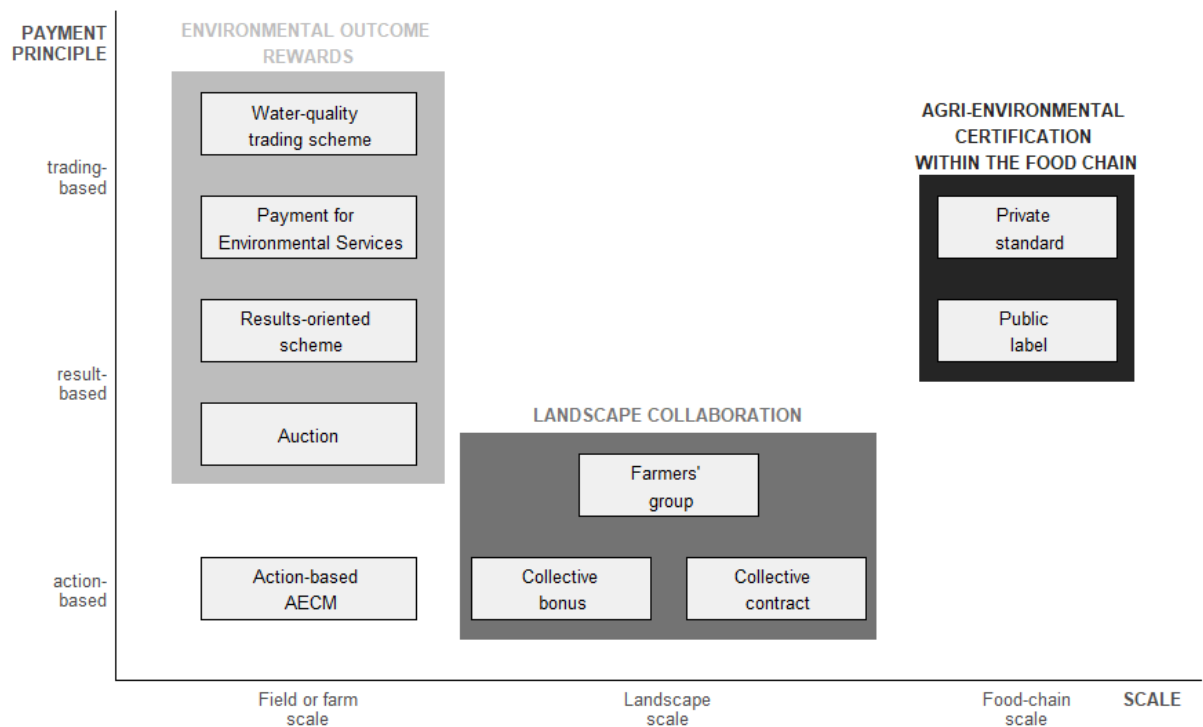 PAYMENT
PRINCIPLE
ENVIRONMENTAL OUTCOME
REWARDS
Water-quality
trading scheme
AGRI-ENVIRONMENTAL
CERTIFICATION
WITHIN THE FOOD CHAIN
trading-
based
Payment for
Environmental Services
Private
standard
Results-oriented
scheme
Public
label
result-
based
Auction
LANDSCAPE COLLABORATION
Farmers'
group
action-
based
Action-based
AECM
Collective
bonus
Collective
contract
Field or farm
scale
Landscape
scale
Food-chain
scale
SCALE